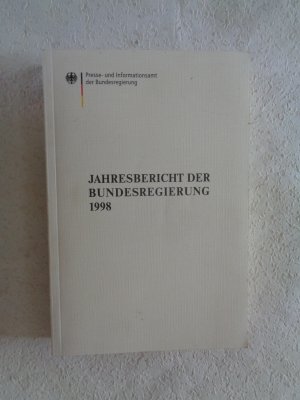 Presse- und Informationsamt
der Bundesregierung
JAHRESBERICHT DER
BUNDESREGIERUNG
1998